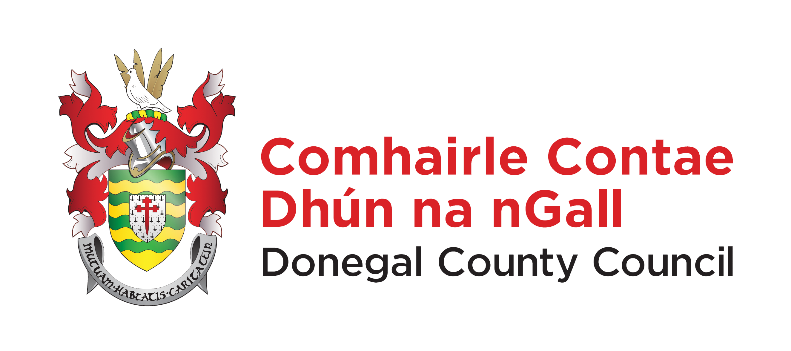 Comhairle Contae
Dhún na nGall
Donegal County Council
MUTUAM·HABEATIS·CARITATEM